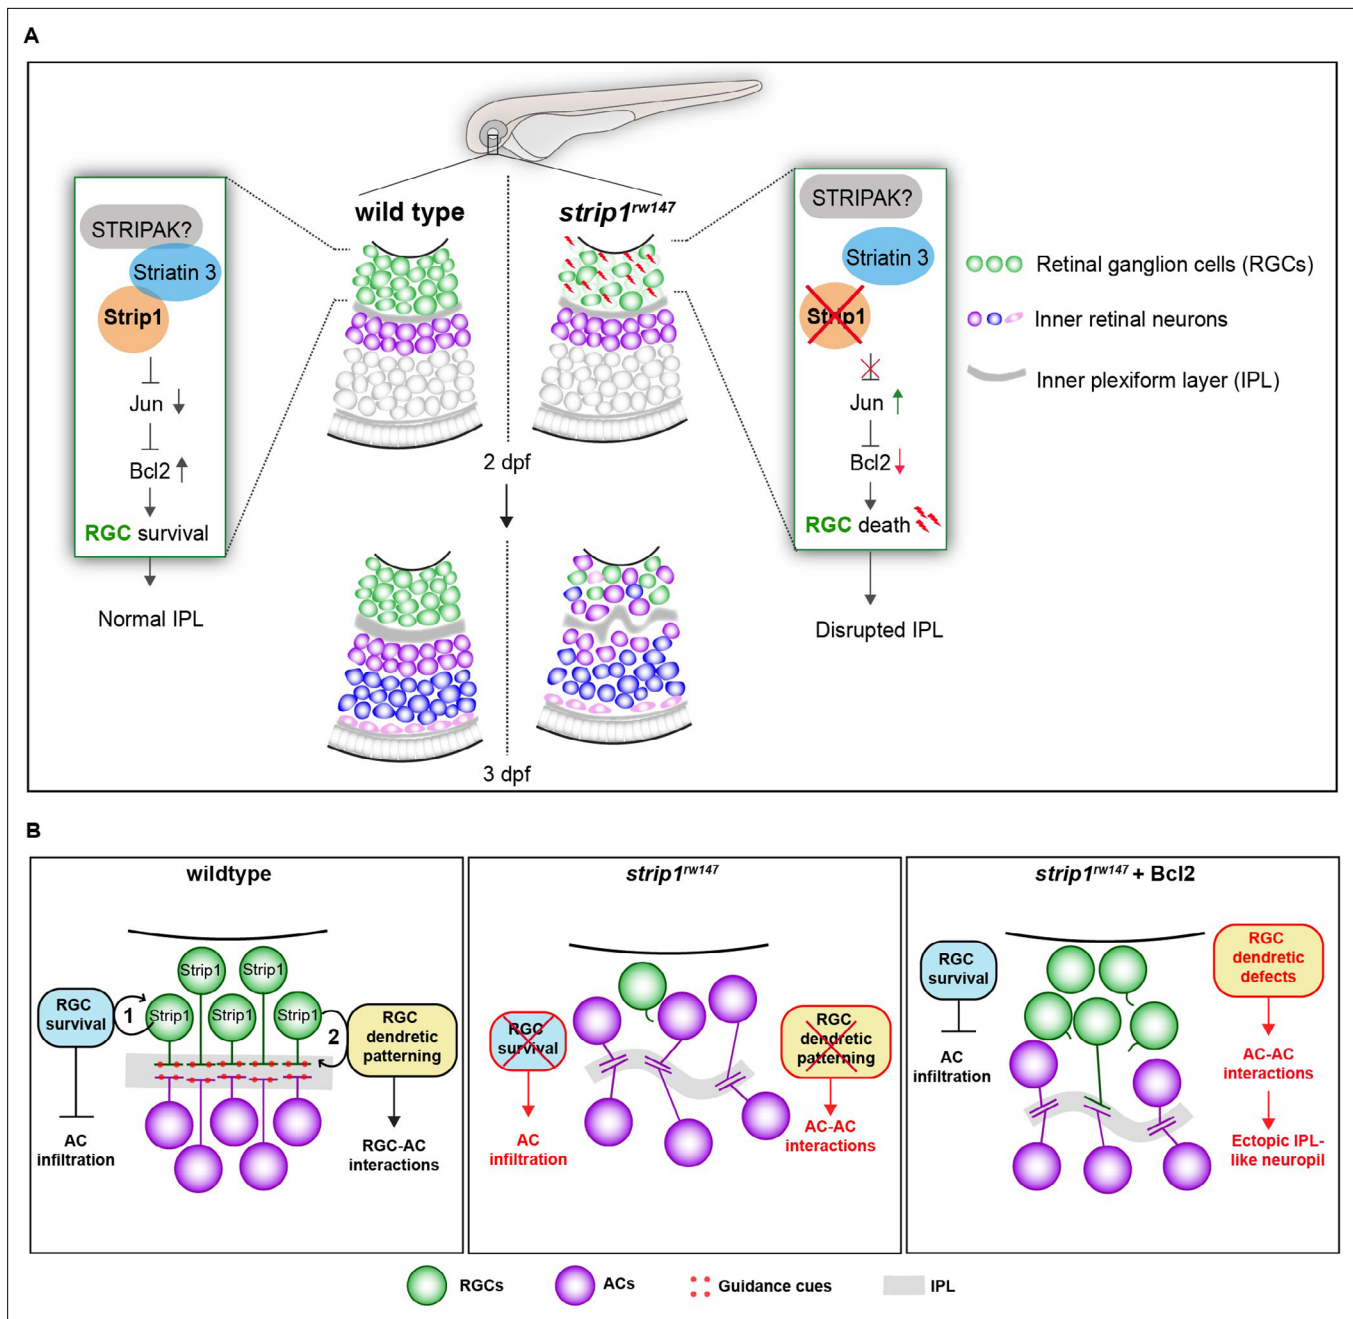 A
wild type
strip1rw147
STRIPAK?
Striatin 3
Strip1
Jun
Bcl2
RGC survival
Normal IPL
2 dpf
3 dpf
STRIPAK?
Striatin 3
Strip1
Jun
Bcl2
RGC death
Disrupted IPL
Retinal ganglion cells (RGCs)
Inner retinal neurons
Inner plexiform layer (IPL)
B
wildtype
RGC
survival
1
Strip1
Strip1
Strip1
Strip1
Strip1
2
RGC
dendretic
patterning
AC
infiltration
RGC-AC
interactions
strip1rw147
RGC
survival
AC
infiltration
RGC
dendretic
patterning
AC-AC
interactions
strip1rw147 + Bcl2
RGC
survival
AC
infiltration
RGC
dendretic
defects
AC-AC
interactions
Ectopic IPL-
like neuropil
RGCs
ACs
Guidance cues
IPL